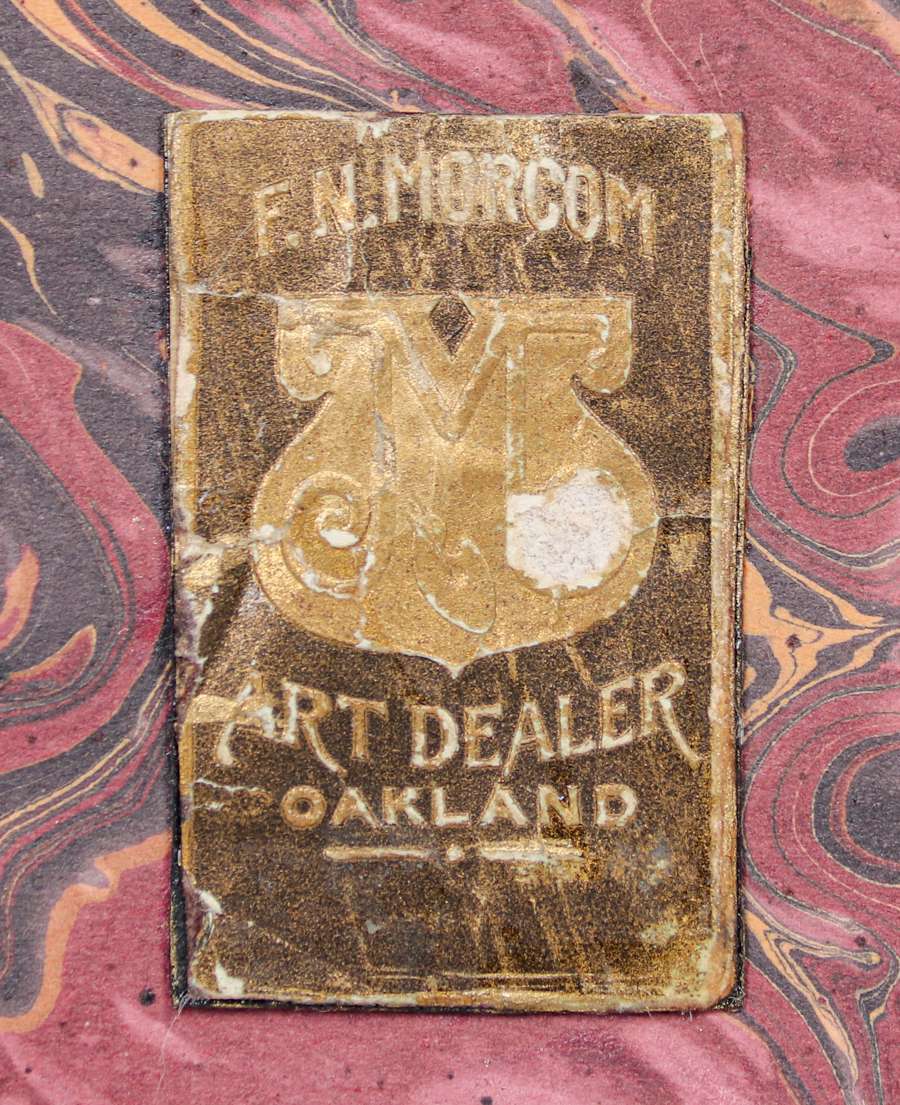 F.N. MORCOM
M
ART DEALER
OAKLAND